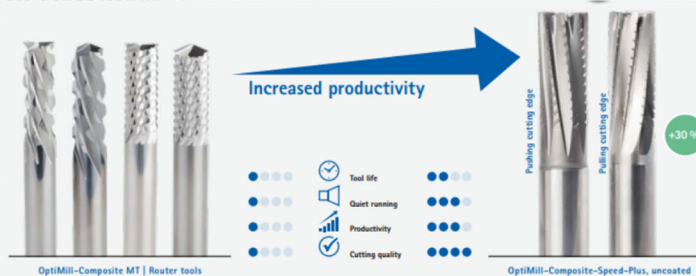 Increased productivity
Tool life
Quiet running
Productivity
Cutting quality
Pushing cutting edge
Pulling cutting edge
+30 %
OptiMill-Composite MT | Router tools
OptiMill-Composite-Speed-Plus, uncoated